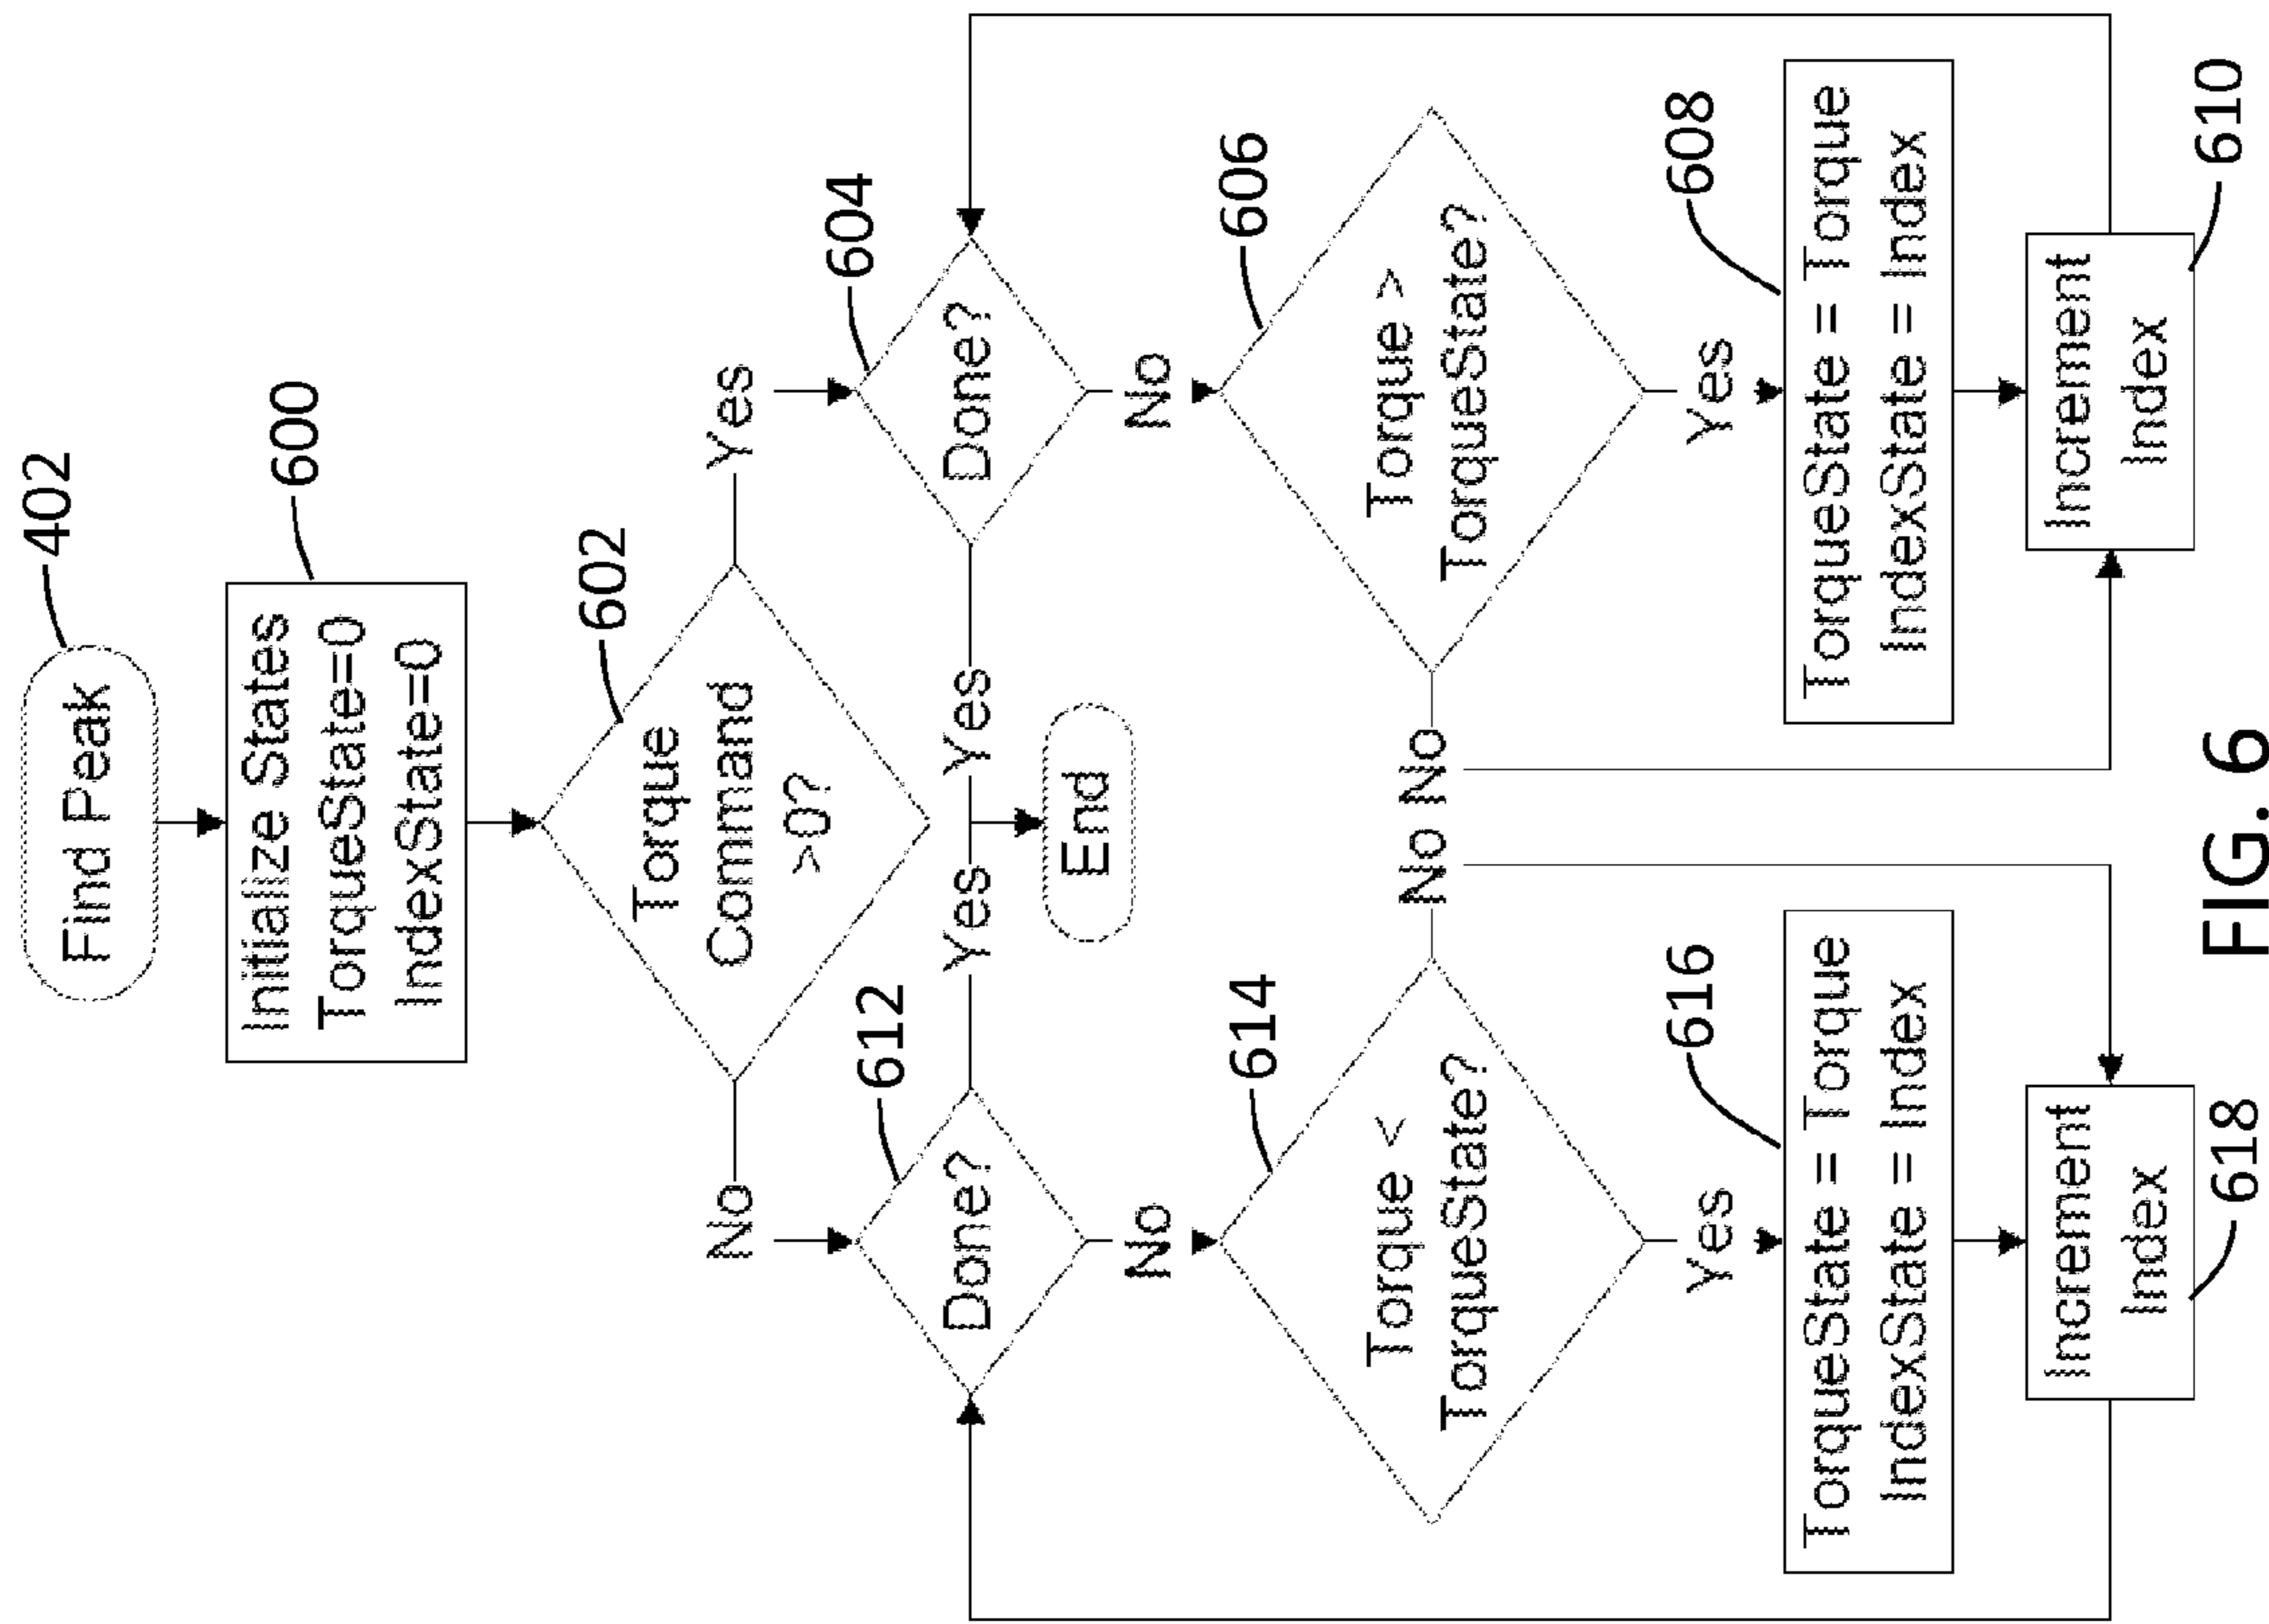 Find Peak
402
Initialize States
TorqueState=0
IndexState=0
600
Torque
Command
>0?
602
No
Yes
Done?
612
Yes
Yes
Done?
604
End
No
No
Torque <
TorqueState?
614
No
No
Torque >
TorqueState?
606
Yes
Yes
TorqueState = Torque
IndexState = Index
616
TorqueState = Torque
IndexState = Index
608
Increment
Index
618
Increment
Index
610
FIG. 6